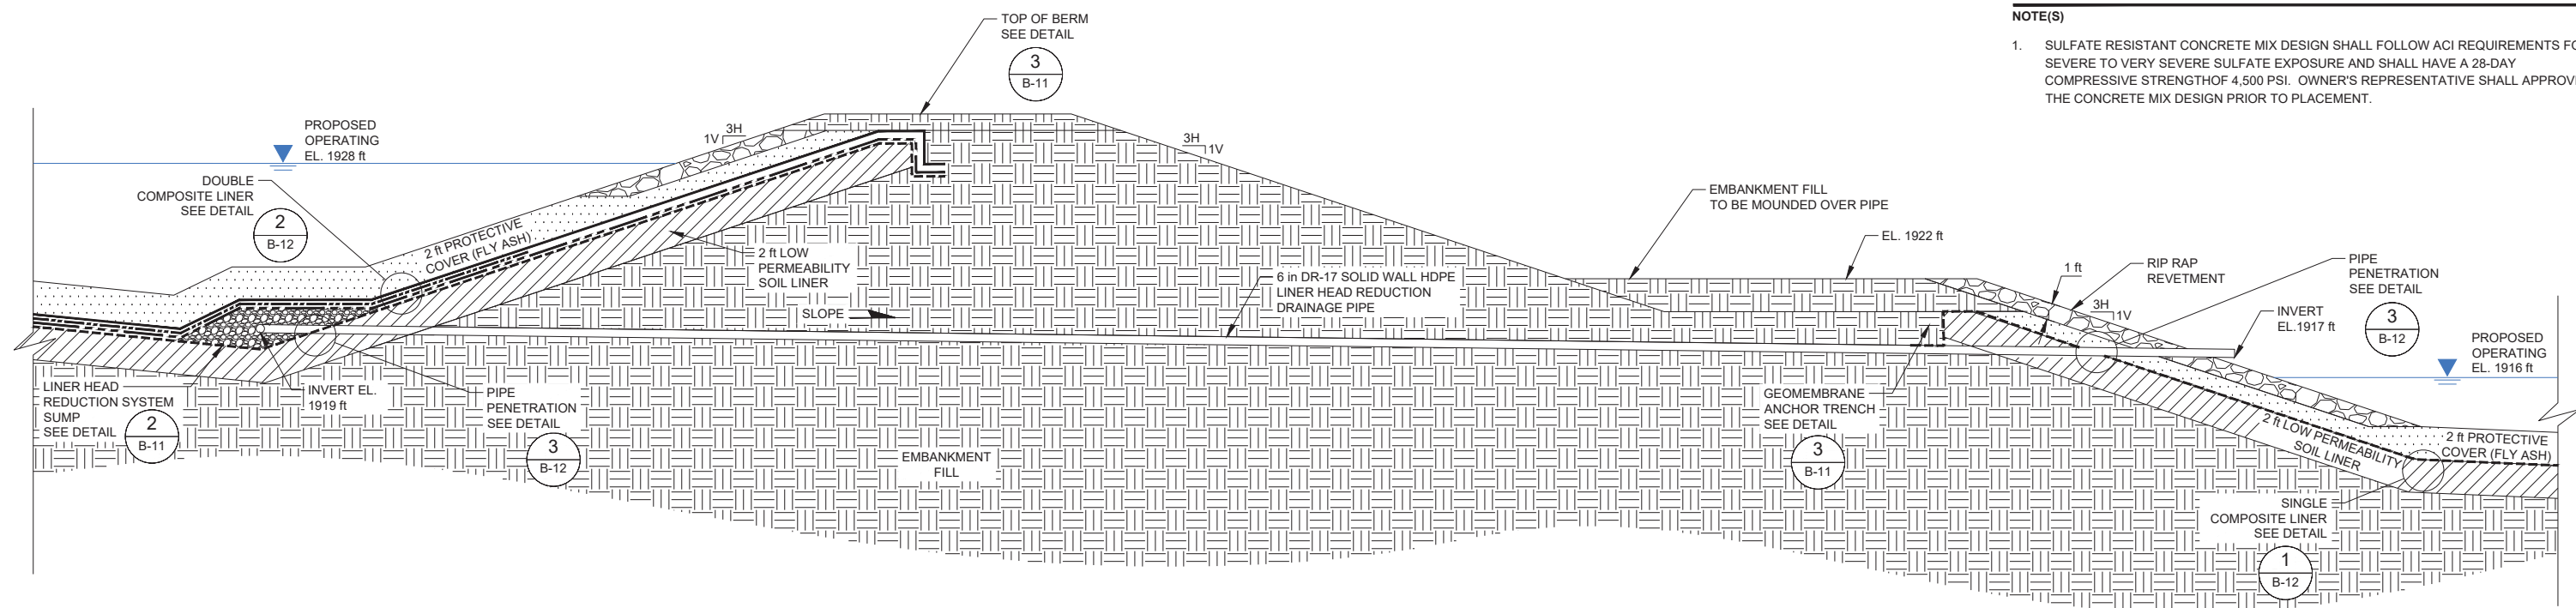 TOP OF BERM
SEE DETAIL
3
B-11
NOTE(S)
1. SULFATE RESISTANT CONCRETE MIX DESIGN SHALL FOLLOW ACI REQUIREMENTS
SEVERE TO VERY SEVERE SULFATE EXPOSURE AND SHALL HAVE A 28-DAY
COMPRESSIVE STRENGTHOF 4,500 PSI. OWNER'S REPRESENTATIVE SHALL
THE CONCRETE MIX DESIGN PRIOR TO PLACEMENT.
PROPOSED
OPERATING
EL. 1928 ft
3H
1V
3H
1V
DOUBLE
COMPOSITE LINER
SEE DETAIL
2
B-12
2 ft PROTECTIVE
COVER (FLY ASH)
2 ft LOW
PERMEABILITY
SOIL LINER
SLOPE
6 in DR-17 SOLID WALL HDPE
LINER HEAD REDUCTION
DRAINAGE PIPE
EMBANKMENT FILL
TO BE MOUNDED OVER PIPE
EL. 1922 ft
1 ft
RIP RAP
REVETMENT
3H
1V
PIPE
PENETRATION
SEE DETAIL
3
B-12
INVERT
EL.1917 ft
PROPOSED
OPERATING
EL. 1916 ft
LINER HEAD
REDUCTION SYSTEM
SUMP
SEE DETAIL
2
B-11
INVERT EL.
1919 ft
PIPE
PENETRATION
SEE DETAIL
3
B-12
EMBANKMENT
FILL
GEOMEMBRANE
ANCHOR TRENCH
SEE DETAIL
3
B-11
2 ft LOW PERMEABILITY
SOIL LINER
2 ft PROTECTIVE
COVER (FLY ASH)
SINGLE
COMPOSITE LINER
SEE DETAIL
1
B-12